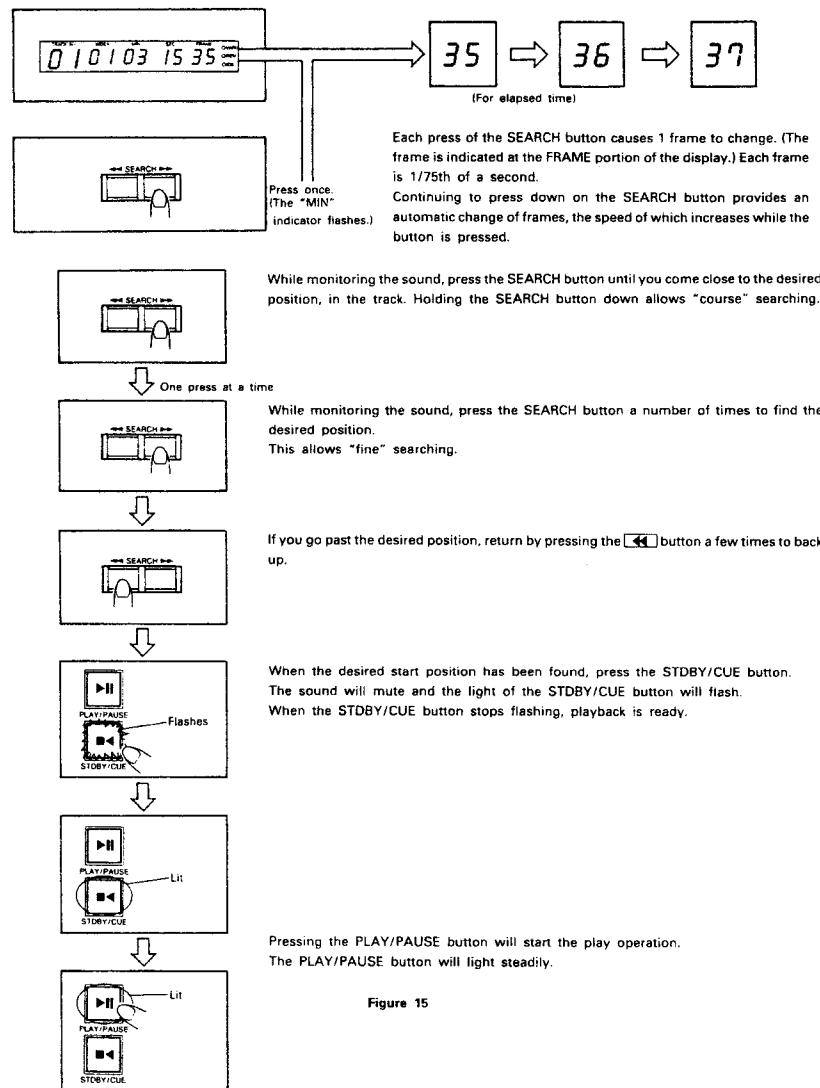 TRACK No. INDEX MIN SEC FRAME
01 01 03 15 35
35 36 37
(For elapsed time)
◄◄ SEARCH ►►
Press once.
(The "MIN"
indicator flashes.)
Each press of the SEARCH button causes 1 frame to change. (The
frame is indicated at the FRAME portion of the display.) Each frame
is 1/75th of a second.
Continuing to press down on the SEARCH button provides an
automatic change of frames, the speed of which increases while the
button is pressed.
◄◄ SEARCH ►►
While monitoring the sound, press the SEARCH button until you come close to the desired
position, in the track. Holding the SEARCH button down allows "course" searching.
One press at a time
◄◄ SEARCH ►►
While monitoring the sound, press the SEARCH button a number of times to find the
desired position.
This allows "fine" searching.
◄◄ SEARCH ►►
If you go past the desired position, return by pressing the ◄◄ button a few times to back
up.
PLAY/PAUSE
Flashes
STDBY/CUE
When the desired start position has been found, press the STDBY/CUE button.
The sound will mute and the light of the STDBY/CUE button will flash.
When the STDBY/CUE button stops flashing, playback is ready.
PLAY/PAUSE
Lit
STDBY/CUE
Pressing the PLAY/PAUSE button will start the play operation.
The PLAY/PAUSE button will light steadily.
Lit
PLAY/PAUSE
STDBY/CUE
Figure 15